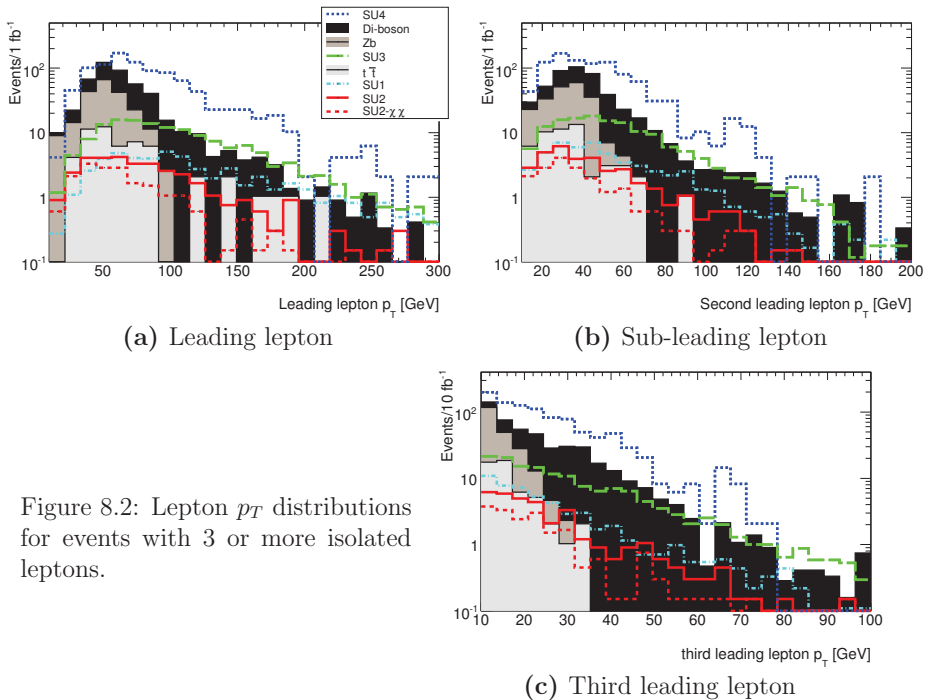 Events/1 fb⁻¹
10²
10
1
10⁻¹
50 100 150 200 250 300
Leading lepton p_T [GeV]
SU4
Di-boson
Zb
SU3
t t̅
SU1
SU2
SU2-χ χ
(a) Leading lepton
Events/1 fb⁻¹
10²
10
1
10⁻¹
20 40 60 80 100 120 140 160 180 200
Second leading lepton p_T [GeV]
(b) Sub-leading lepton
Events/10 fb⁻¹
10²
10
1
10⁻¹
10 20 30 40 50 60 70 80 90 100
third leading lepton p_T [GeV]
(c) Third leading lepton
Figure 8.2: Lepton p_T distributions
for events with 3 or more isolated
leptons.